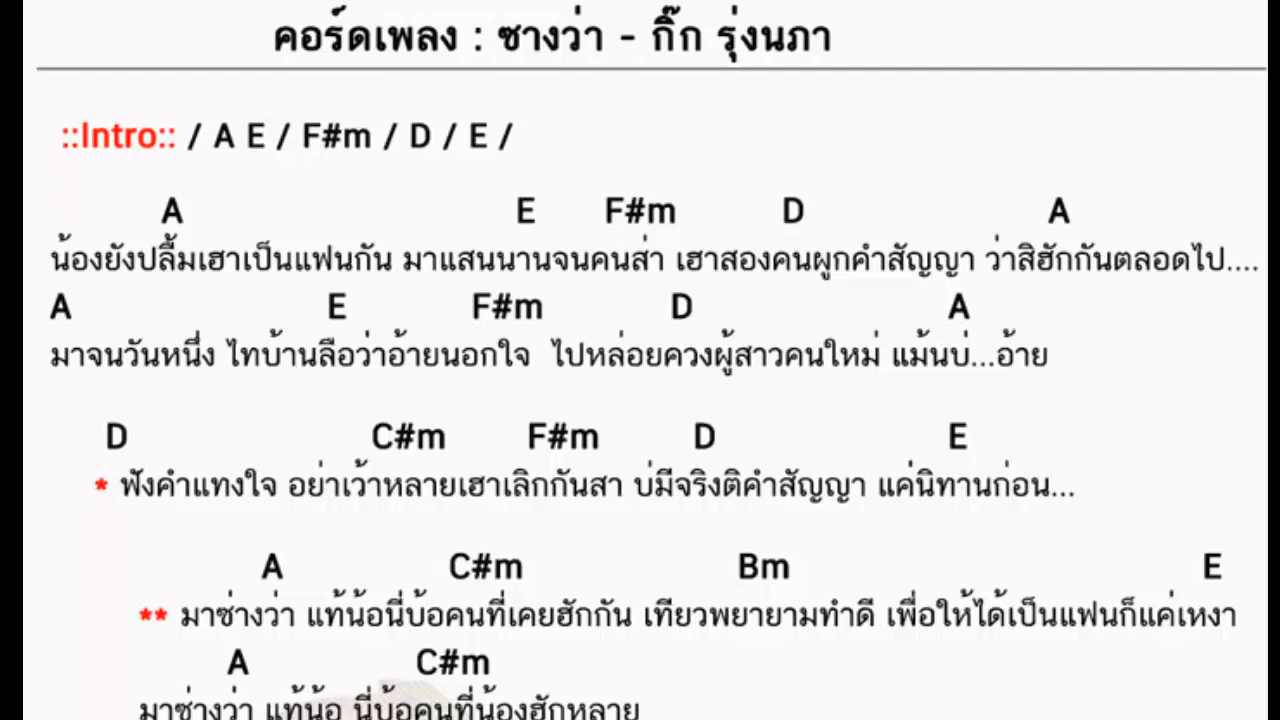 คอร์ดเพลง : ซางว่า - กิ๊ก รุ่งนภา
::Intro:: / A E / F#m / D / E /
A E F#m D A
น้องยังปลื้มเฮาเป็นแฟนกัน มาแสนนานจนคนส่า เฮาสองคนผูกคำสัญญา ว่าสิฮักกันตลอดไป....
A E F#m D A
มาจนวันหนึ่ง ไทบ้านลือว่าอ้ายนอกใจ ไปหล่อยควงผู้สาวคนใหม่ แม้นบ่...อ้าย
D C#m F#m D E
* ฟังคำแทงใจ อย่าเว้าหลายเฮาเลิกกันสา บ่มีจริงติคำสัญญา แค่นิทานก่อน...
A C#m Bm E
** มาซ่างว่า แท้น้อนี่บ้อคนที่เคยฮักกัน เทียวพยายามทำดี เพื่อให้ได้เป็นแฟนก็แค่เหงา
A C#m
มาซ่างว่า แท้น้อ นี่บ้อคนที่น้องฮักหลาย